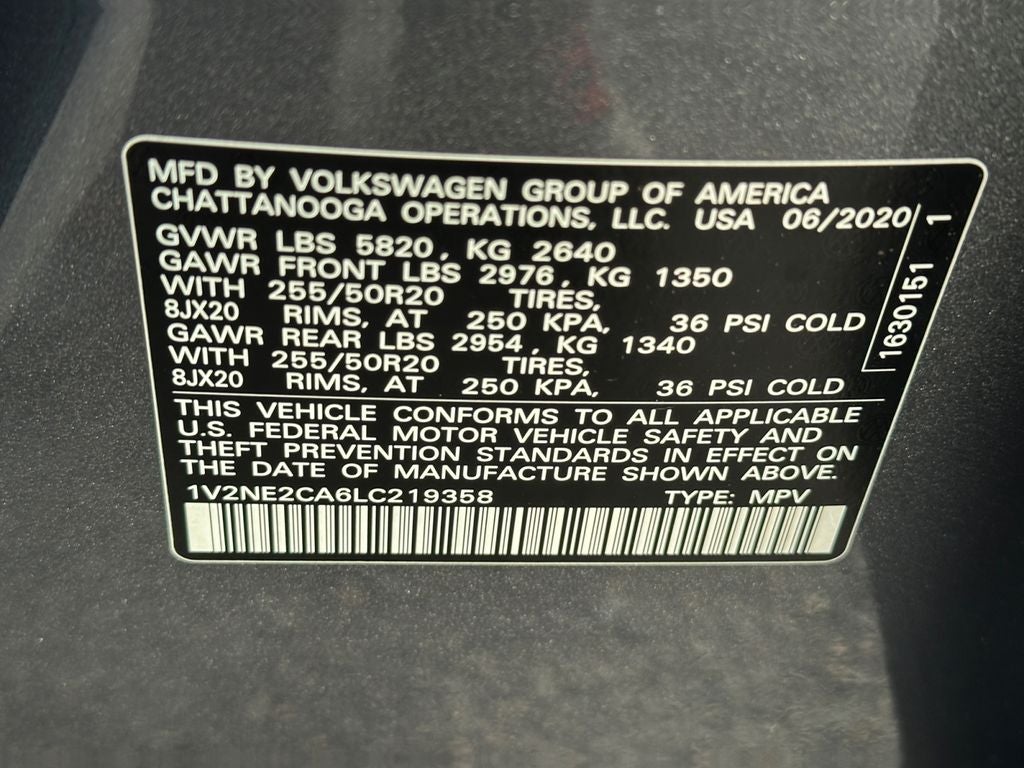 MFD BY VOLKSWAGEN GROUP OF AMERICA
CHATTANOOGA OPERATIONS, LLC. USA 06/2020
GVWR LBS 5820, KG 2640
GAWR FRONT LBS 2976, KG 1350
WITH 255/50R20 TIRES,
8JX20 RIMS, AT 250 KPA, 36 PSI COLD
GAWR REAR LBS 2954, KG 1340
WITH 255/50R20 TIRES,
8JX20 RIMS, AT 250 KPA, 36 PSI COLD
1630151 1
THIS VEHICLE CONFORMS TO ALL APPLICABLE
U.S. FEDERAL MOTOR VEHICLE SAFETY AND
THEFT PREVENTION STANDARDS IN EFFECT ON
THE DATE OF MANUFACTURE SHOWN ABOVE.
1V2NE2CA6LC219358 TYPE: MPV